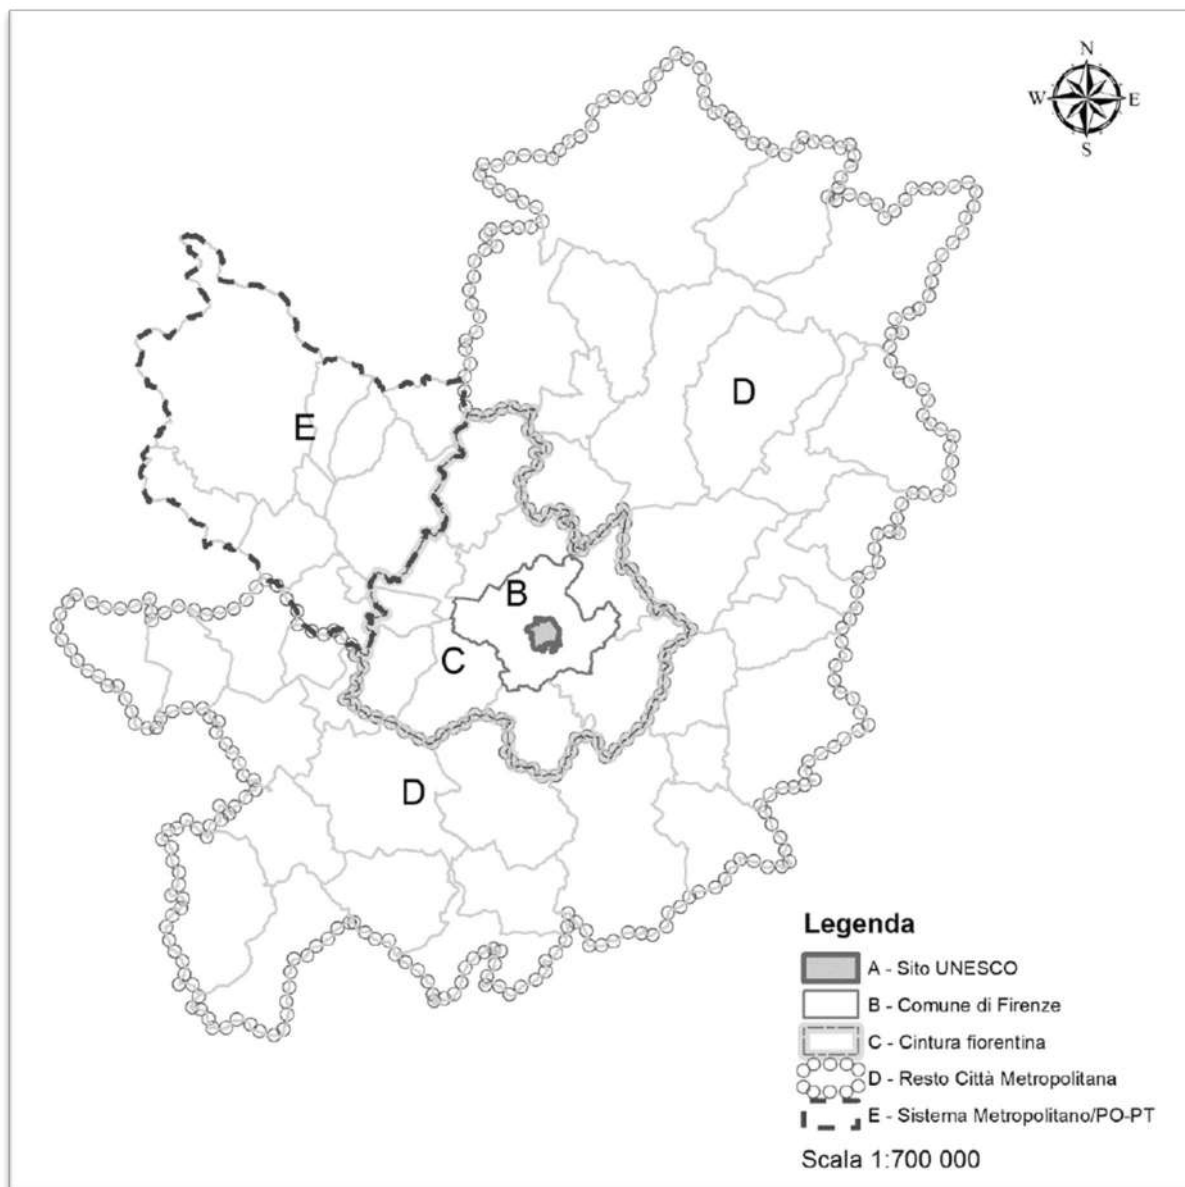 N
W E
S
D
E
B
C
D
Legenda
A - Sito UNESCO
B - Comune di Firenze
C - Cintura fiorentina
D - Resto Città Metropolitana
E - Sistema Metropolitano/PO-PT
Scala 1:700 000